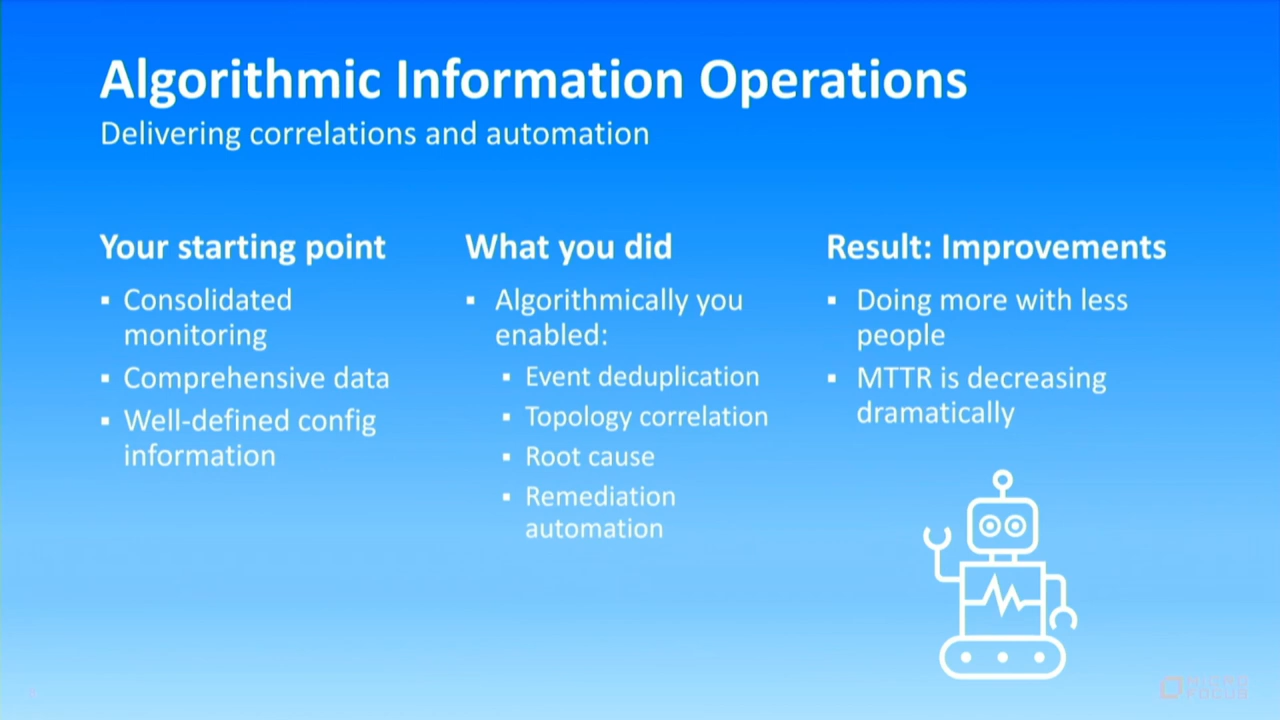 Algorithmic Information Operations
Delivering correlations and automation
Your starting point
▪ Consolidated
monitoring
▪ Comprehensive data
▪ Well-defined config
information
What you did
▪ Algorithmically you
enabled:
▪ Event deduplication
▪ Topology correlation
▪ Root cause
▪ Remediation
automation
Result: Improvements
▪ Doing more with less
people
▪ MTTR is decreasing
dramatically
MICRO
FOCUS